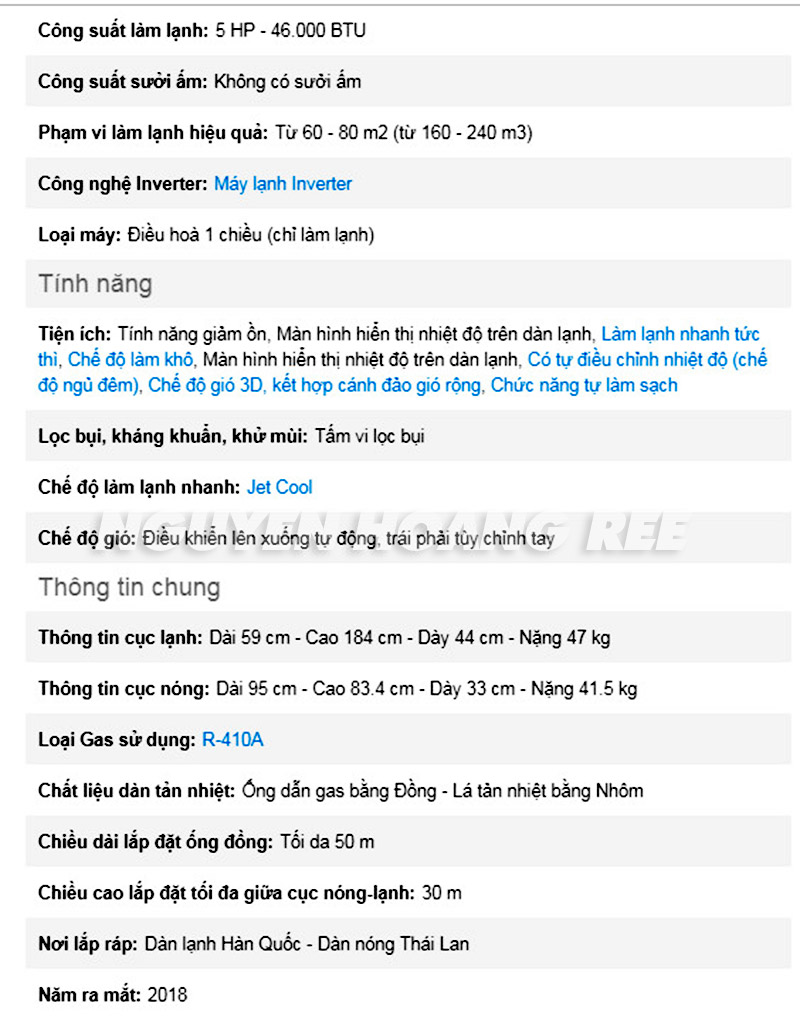 Công suất làm lạnh: 5 HP - 46.000 BTU
Công suất sưởi ấm: Không có sưởi ấm
Phạm vi làm lạnh hiệu quả: Từ 60 - 80 m2 (từ 160 - 240 m3)
Công nghệ Inverter: Máy lạnh Inverter
Loại máy: Điều hoà 1 chiều (chỉ làm lạnh)
Tính năng
Tiện ích: Tính năng giảm ồn, Màn hình hiển thị nhiệt độ trên dàn lạnh, Làm lạnh nhanh tức
thì, Chế độ làm khô, Màn hình hiển thị nhiệt độ trên dàn lạnh, Có tự điều chỉnh nhiệt độ (chế
độ ngủ đêm), Chế độ gió 3D, kết hợp cánh đảo gió rộng, Chức năng tự làm sạch
Lọc bụi, kháng khuẩn, khử mùi: Tấm vi lọc bụi
Chế độ làm lạnh nhanh: Jet Cool
NGUYEN HOANG REE
Chế độ gió: Điều khiển lên xuống tự động, trái phải tùy chỉnh tay
Thông tin chung
Thông tin cục lạnh: Dài 59 cm - Cao 184 cm - Dày 44 cm - Nặng 47 kg
Thông tin cục nóng: Dài 95 cm - Cao 83.4 cm - Dày 33 cm - Nặng 41.5 kg
Loại Gas sử dụng: R-410A
Chất liệu dàn tản nhiệt: Ống dẫn gas bằng Đồng - Lá tản nhiệt bằng Nhôm
Chiều dài lắp đặt ống đồng: Tối da 50 m
Chiều cao lắp đặt tối đa giữa cục nóng-lạnh: 30 m
Nơi lắp ráp: Dàn lạnh Hàn Quốc - Dàn nóng Thái Lan
Năm ra mắt: 2018